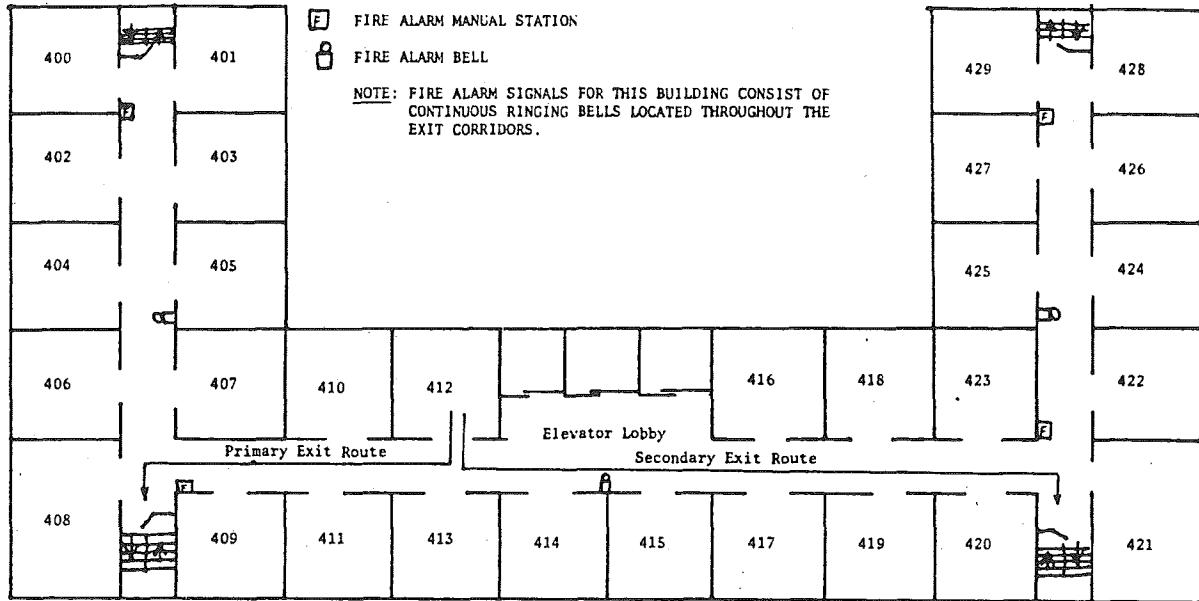 F FIRE ALARM MANUAL STATION
FIRE ALARM BELL
NOTE: FIRE ALARM SIGNALS FOR THIS BUILDING CONSIST OF
CONTINUOUS RINGING BELLS LOCATED THROUGHOUT THE
EXIT CORRIDORS.
400 401 429 428
F F
402 403 427 426
404 405 425 424
406 407 410 412 416 418 423 422
F
Elevator Lobby
Primary Exit Route Secondary Exit Route
F
408 409 411 413 414 415 417 419 420 421